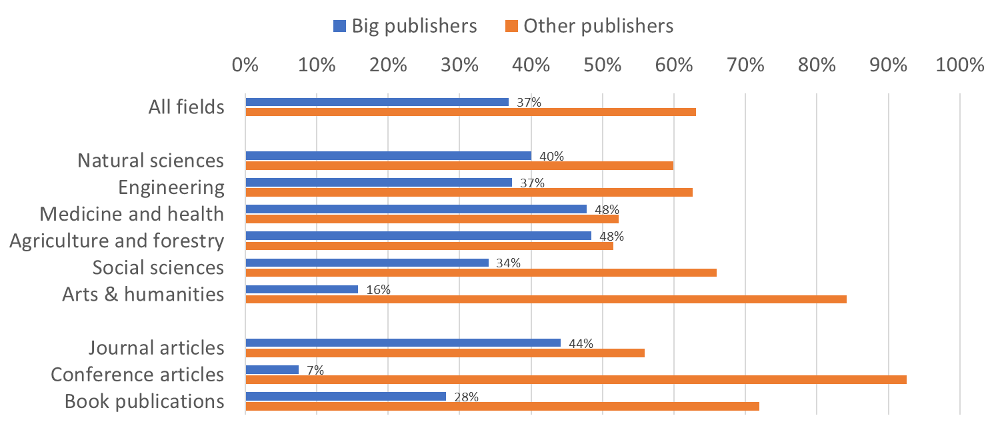 Big publishers Other publishers
0% 10% 20% 30% 40% 50% 60% 70% 80% 90% 100%
All fields 37%
Natural sciences 40%
Engineering 37%
Medicine and health 48%
Agriculture and forestry 48%
Social sciences 34%
Arts & humanities 16%
Journal articles 44%
Conference articles 7%
Book publications 28%